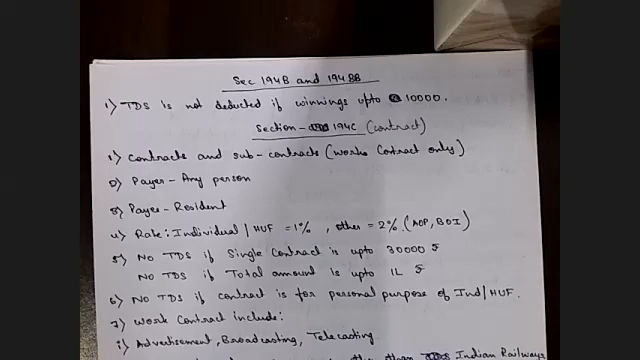 Sec 194B and 194BB
1) TDS is not deducted if winnings upto 10000.
Section - 194C (contract)
1) Contracts and sub-contracts (Works Contract only)
2) Payer - Any person
3) Payer - Resident
4) Rate: Individual / HUF = 1%, other = 2%. (AOP, BOI)
5) NO TDS if Single Contract is upto 30000
NO TDS if Total amount is upto 1L
6) NO TDS if contract is for personal purpose of Ind/HUF.
7) Work Contract include:
i) Advertisement, Broadcasting, Telecasting
other than Indian Railways